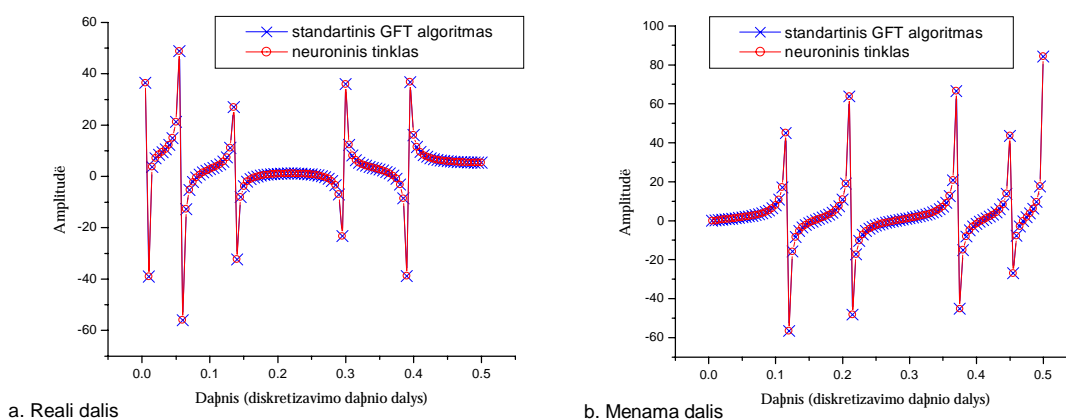 standartinis GFT algoritmas
neuroninis tinklas
60
40
20
0
-20
-40
-60
Amplitudë
0.0 0.1 0.2 0.3 0.4 0.5
Daþnis (diskretizavimo daþnio dalys)
a. Reali dalis
standartinis GFT algoritmas
neuroninis tinklas
100
80
60
40
20
0
-20
-40
-60
Amplitudë
0.0 0.1 0.2 0.3 0.4 0.5
Daþnis (diskretizavimo daþnio dalys)
b. Menama dalis